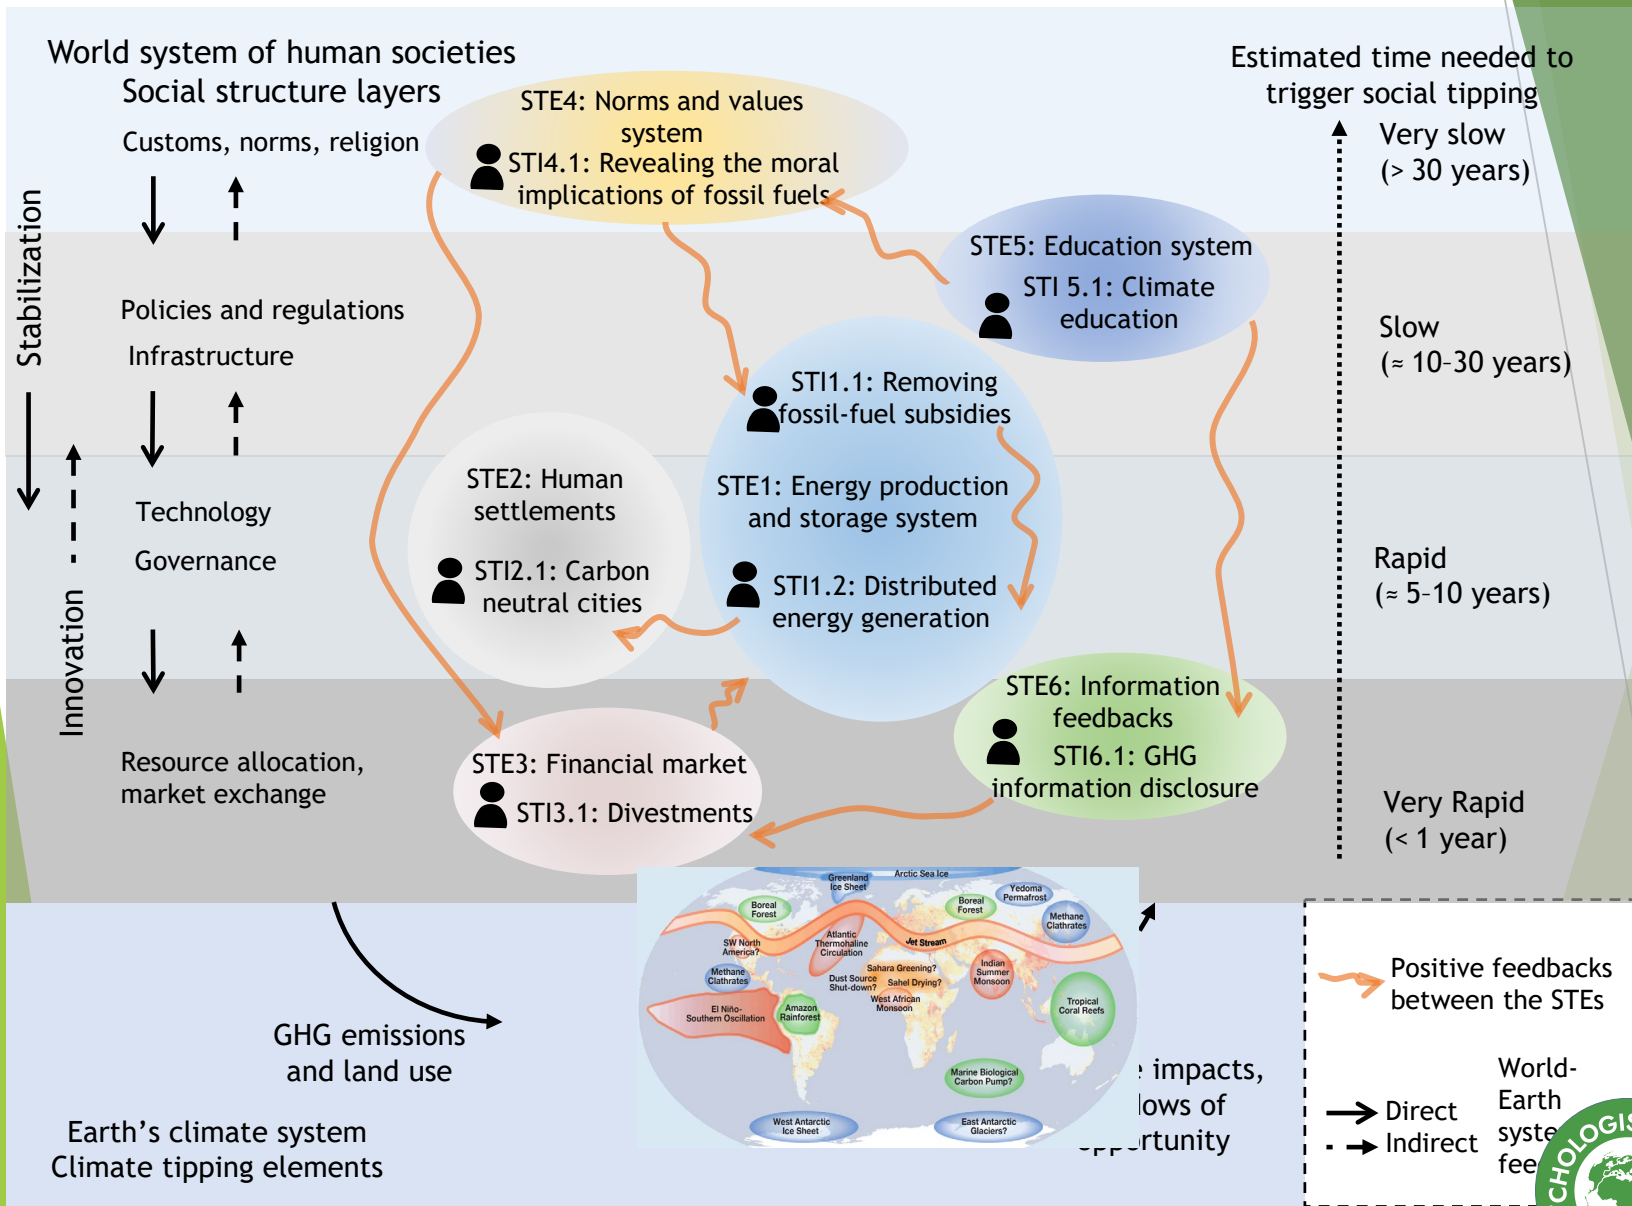 World system of human societies
Social structure layers
Customs, norms, religion
Stabilization
Policies and regulations
Infrastructure
Technology
Governance
Innovation
Resource allocation,
market exchange
STE4: Norms and values
system
STI4.1: Revealing the moral
implications of fossil fuels
STE5: Education system
STI 5.1: Climate
education
STI1.1: Removing
fossil-fuel subsidies
STE1: Energy production
and storage system
STI1.2: Distributed
energy generation
STE2: Human
settlements
STI2.1: Carbon
neutral cities
STE3: Financial market
STI3.1: Divestments
STE6: Information
feedbacks
STI6.1: GHG
information disclosure
Estimated time needed to
trigger social tipping
Very slow
(> 30 years)
Slow
(≈ 10–30 years)
Rapid
(≈ 5–10 years)
Very Rapid
(< 1 year)
GHG emissions
and land use
Earth’s climate system
Climate tipping elements
Arctic Sea Ice
Greenland
Ice Sheet
Boreal
Forest
Boreal
Forest
Yedoma
Permafrost
Methane
Clathrates
SW North
America?
Atlantic
Thermohaline
Circulation
Jet Stream
Methane
Clathrates
Sahara Greening?
Dust Source
Shut-down?
Sahel Drying?
West African
Monsoon
Indian
Summer
Monsoon
El Niño-
Southern Oscillation
Amazon
Rainforest
Tropical
Coral Reefs
Marine Biological
Carbon Pump?
West Antarctic
Ice Sheet
East Antarctic
Glaciers?
impacts,
of
opportunity
Positive feedbacks
between the STEs
Direct
Indirect
World-
Earth